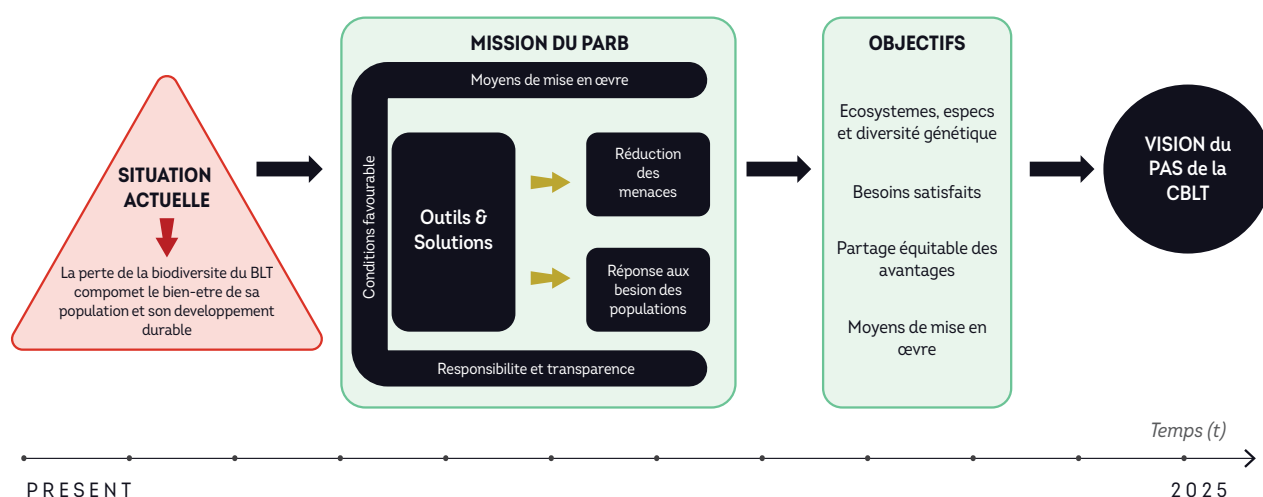 SITUATION
ACTUELLE
La perte de la biodiversite du BLT
compomet le bien-etre de sa
population et son developpement
durable
MISSION DU PARB
Moyens de mise en œvre
Conditions favourable
Outils &
Solutions
Réduction
des
menaces
Réponse aux
besion des
populations
Responsibilite et transparence
OBJECTIFS
Ecosystemes, especs
et diversité génétique
Besoins satisfaits
Partage équitable des
avantages
Moyens de mise en
œvre
VISION du
PAS de la
CBLT
Temps (t)
PRESENT
2025